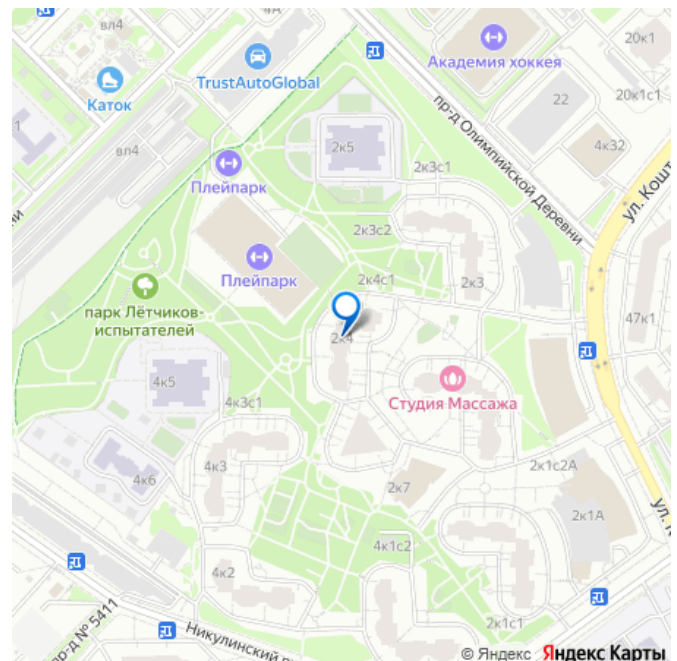 4А
вл4
20к1
Академия хоккея
TrustAutoGlobal
Каток
22
20к1с1
1
вл4
2к5
4к32
пр-д Олимпийской Деревни
2к3с1
Плейпарк
ул. Кошт
2к3с2
Плейпарк
2к4с1
2к3
парк Лётчиков-
испытателей
47к1
2к4
4к5
Студия Массажа
4к3с1
4к3
2к1с2А
4к6
2к7
2к1А
ул. К
4к1с2
4к2
пр-д № 5411
Никулинский п
2к1с1
© Яндекс Яндекс Карты